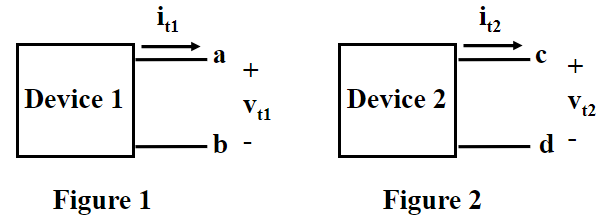 i_t1
a
+
Device 1
v_t1
b -
Figure 1
i_t2
c
+
Device 2
v_t2
d -
Figure 2